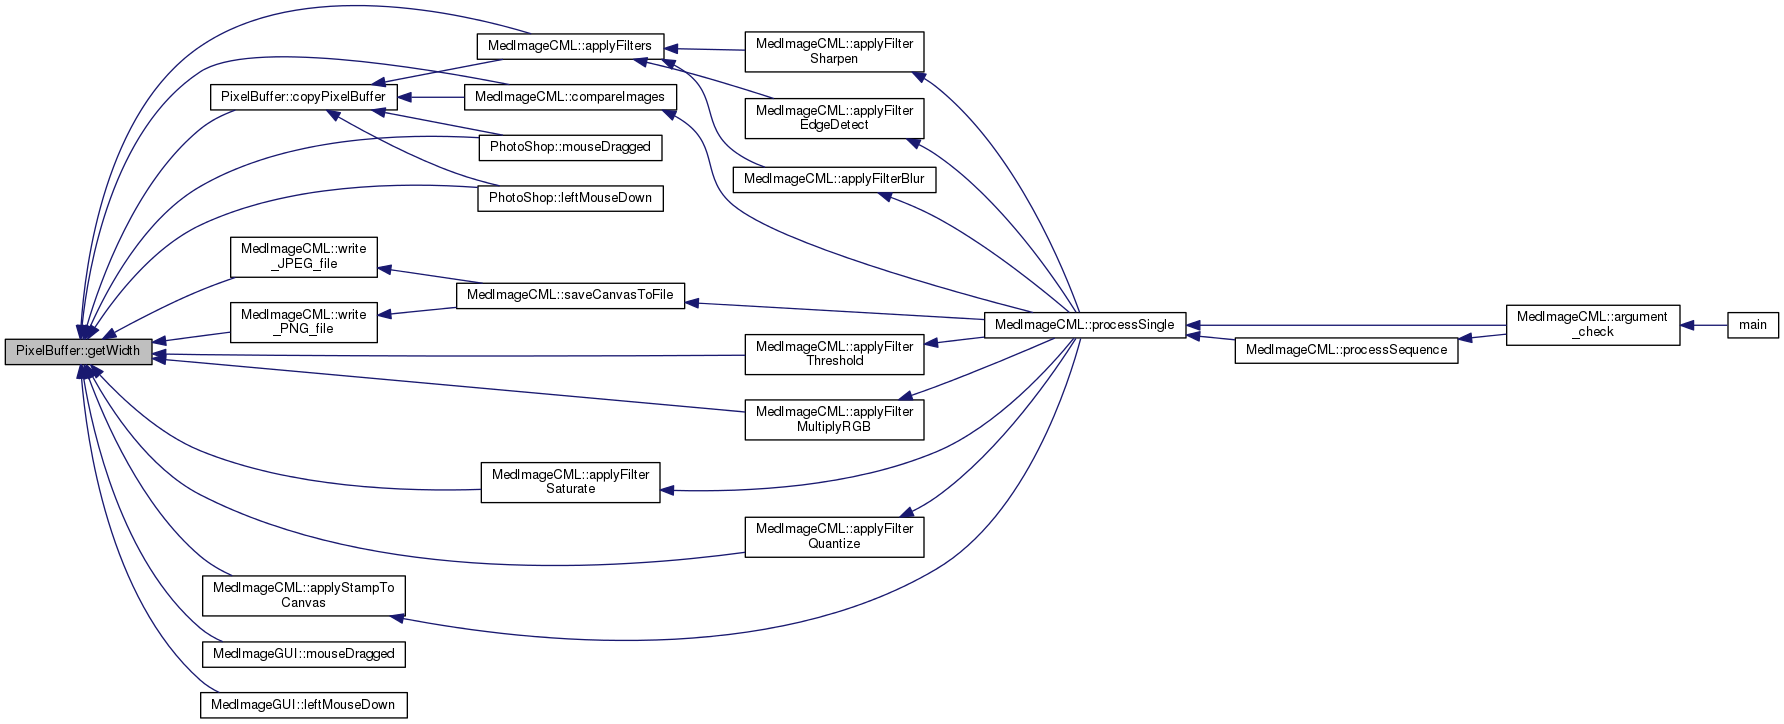 MedImageCML::applyFilters
MedImageCML::applyFilter
Sharpen
PixelBuffer::copyPixelBuffer
MedImageCML::compareImages
MedImageCML::applyFilter
EdgeDetect
PhotoShop::mouseDragged
MedImageCML::applyFilterBlur
PhotoShop::leftMouseDown
MedImageCML::write
_JPEG_file
MedImageCML::saveCanvasToFile
MedImageCML::write
_PNG_file
MedImageCML::processSingle
MedImageCML::argument
_check
main
PixelBuffer::getWidth
MedImageCML::applyFilter
Threshold
MedImageCML::processSequence
MedImageCML::applyFilter
MultiplyRGB
MedImageCML::applyFilter
Saturate
MedImageCML::applyFilter
Quantize
MedImageCML::applyStampTo
Canvas
MedImageGUI::mouseDragged
MedImageGUI::leftMouseDown